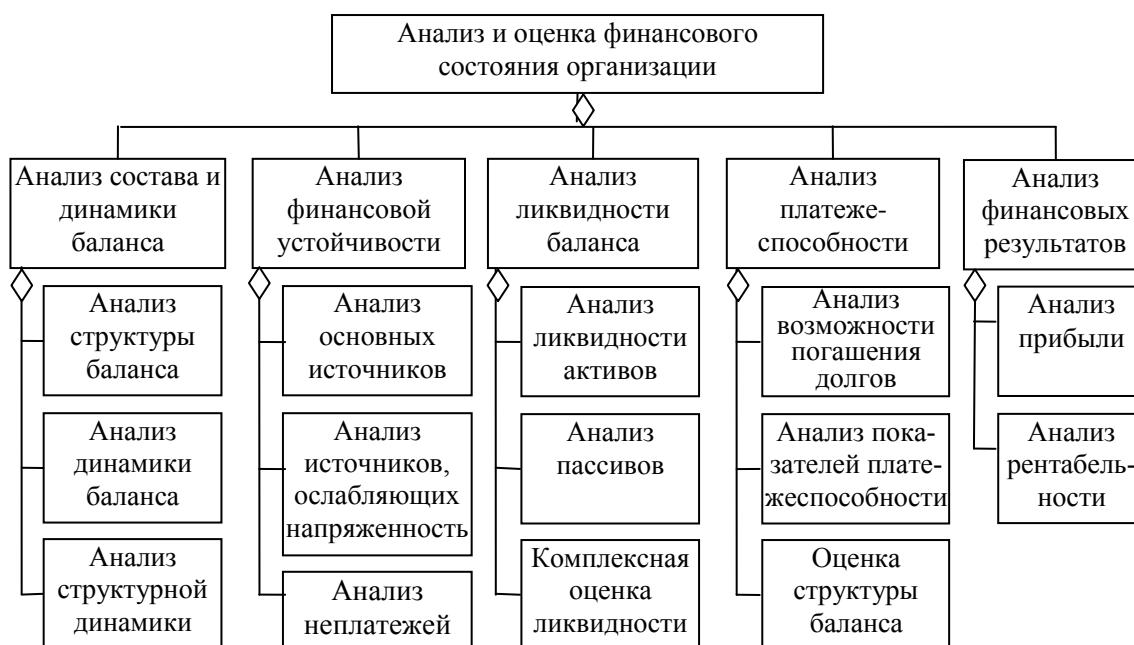 Анализ и оценка финансового
состояния организации
Анализ состава и
динамики
баланса
Анализ
структуры
баланса
Анализ
динамики
баланса
Анализ
структурной
динамики
Анализ
финансовой
устойчивости
Анализ
основных
источников
Анализ
источников,
ослабляющих
напряженность
Анализ
неплатежей
Анализ
ликвидности
баланса
Анализ
ликвидности
активов
Анализ
пассивов
Комплексная
оценка
ликвидности
Анализ
платеже-
способности
Анализ
возможности
погашения
долгов
Анализ пока-
зателей плате-
жеспособности
Оценка
структуры
баланса
Анализ
финансовых
результатов
Анализ
прибыли
Анализ
рентабель-
ности